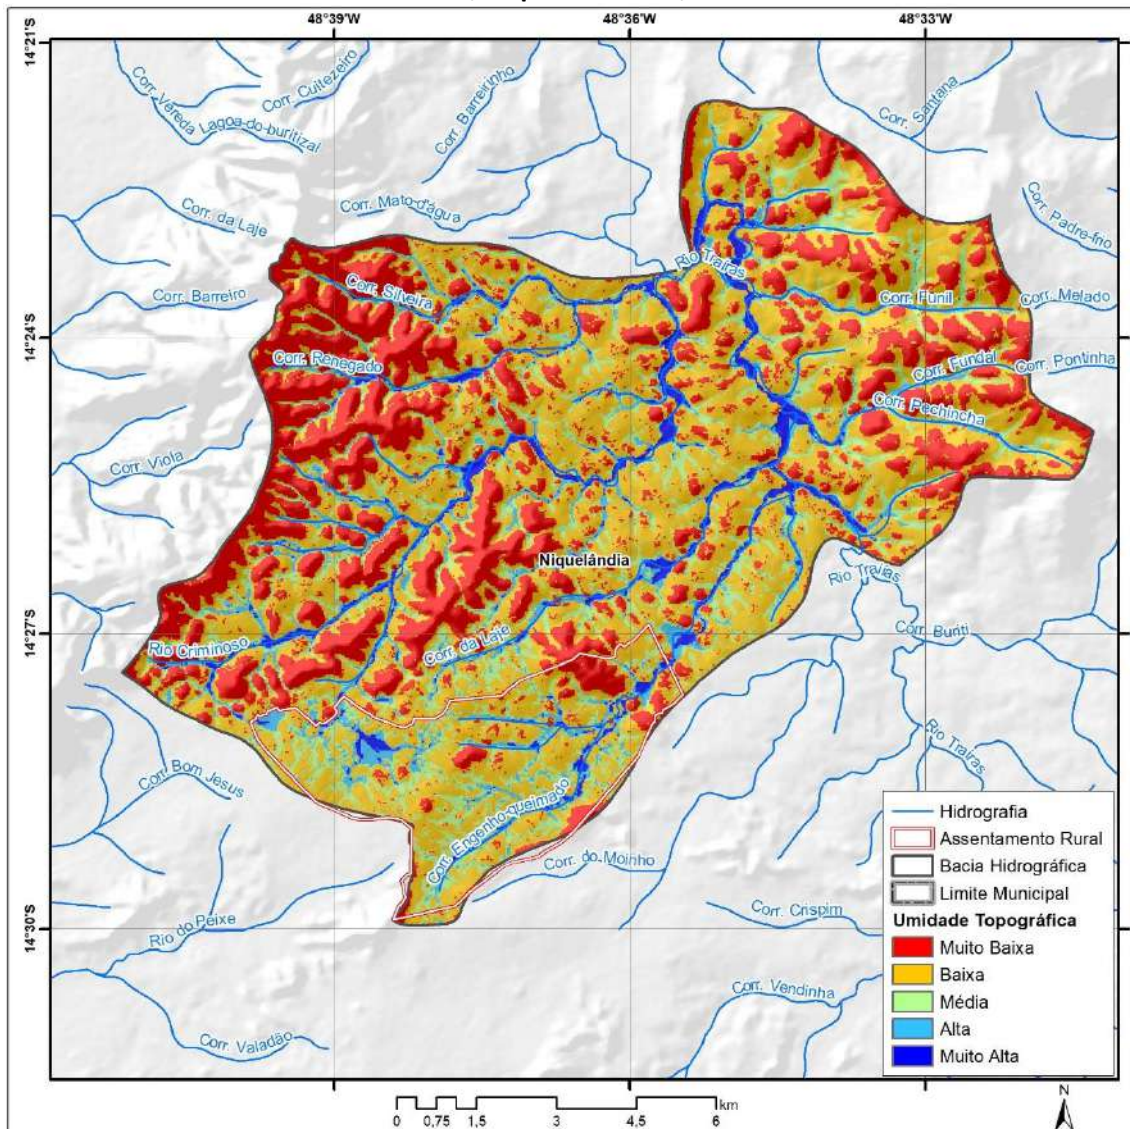 48°39'W
48°36'W
48°33'W
14°21'S
14°24'S
14°27'S
14°30'S
Corr. Cuitezeiro
Corr. Vereda Lagoa-do-buritizal
Corr. Barreirinho
Corr. Santana
Corr. Padre-frio
Corr. da Laje
Corr. Mato-d'água
Rio Traíras
Corr. Barreiro
Corr. Silveira
Corr. Funil
Corr. Melado
Corr. Renegado
Corr. Fundal
Corr. Pontinha
Corr. Pechincha
Corr. Viola
Niquelândia
Rio Traíras
Corr. Buriti
Rio Criminoso
Corr. da Laje
Rio Traíras
Corr. Bom Jesus
Corr. Engenho-queimado
Corr. do Moinho
Rio do Peixe
Corr. Crispim
Corr. Vendinha
Corr. Valadão
Hidrografia
Assentamento Rural
Bacia Hidrográfica
Limite Municipal
Umidade Topográfica
Muito Baixa
Baixa
Média
Alta
Muito Alta
km
0 0,75 1,5 3 4,5 6
N